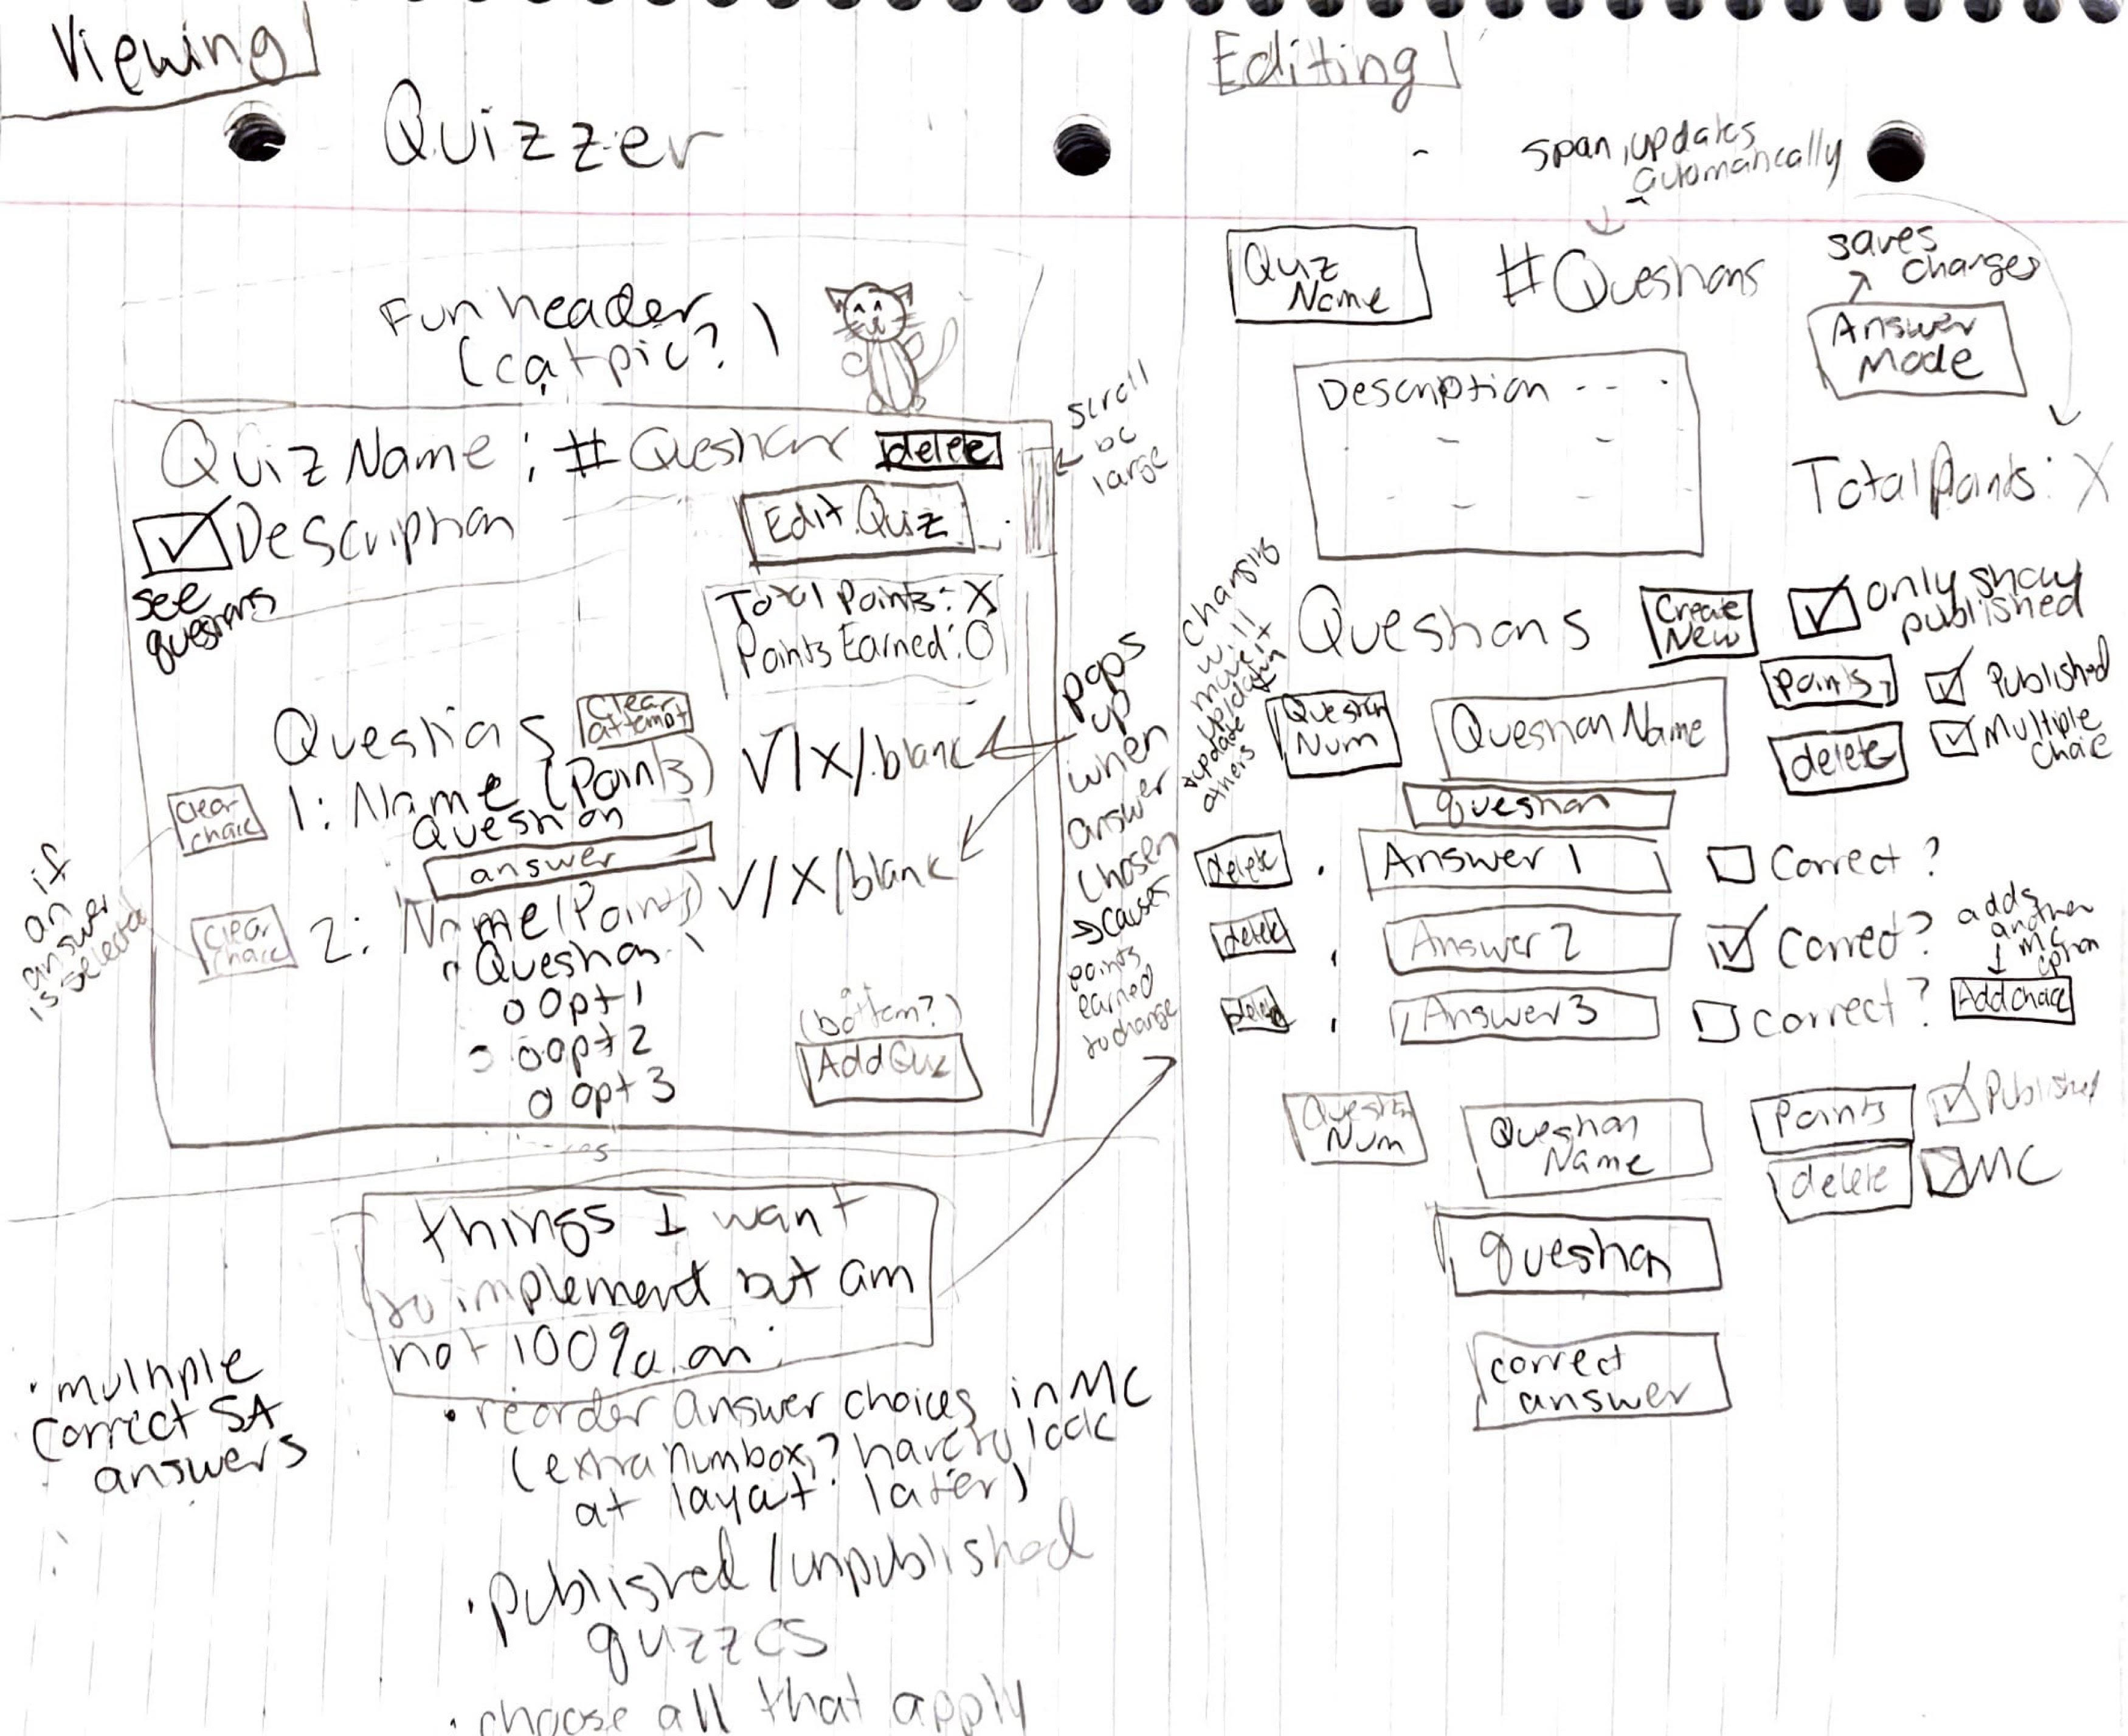 Viewing
Quizzer
Fun header
(cat pic?)
Quiz Name: # Question
delete
Description
see
questions
Edit Quiz
Total Points: X
Points Earned: 0
scroll
be
large
Questions
clear
attempt
clear
choice
1: Name (Points) ✓/X/blank
Question
answer
clear
choice
2: Name (Points) ✓/X/blank
Question
o opt 1
o opt 2
o opt 3
(bottom?)
Add Quiz
on if
an
answer
is selected
pops
up
when
answer
chosen
→ causes
points
earned
to change
things I want
to implement but am
not 100% on:
• multiple
correct SA
answers
• reorder answer choices in MC
(extra numbox? have to look
at layout later)
• published/unpublished
quizzes
• choose all that apply
Editing
span, updates
automatically
Quiz
Name
# Questions
saves
changes
Answer
Mode
Description
Total Points: X
Questions
Create
New
only show
published
changing
will
move it
update
others
Question
Num
Question Name
points
Published
delete
Multiple
choice
question
delete
Answer 1
Correct?
delete
Answer 2
Correct?
adds
another
mc
option
delete
Answer 3
correct?
Add choice
Question
Num
Question
Name
Points
Published
delete
MC
question
correct
answer